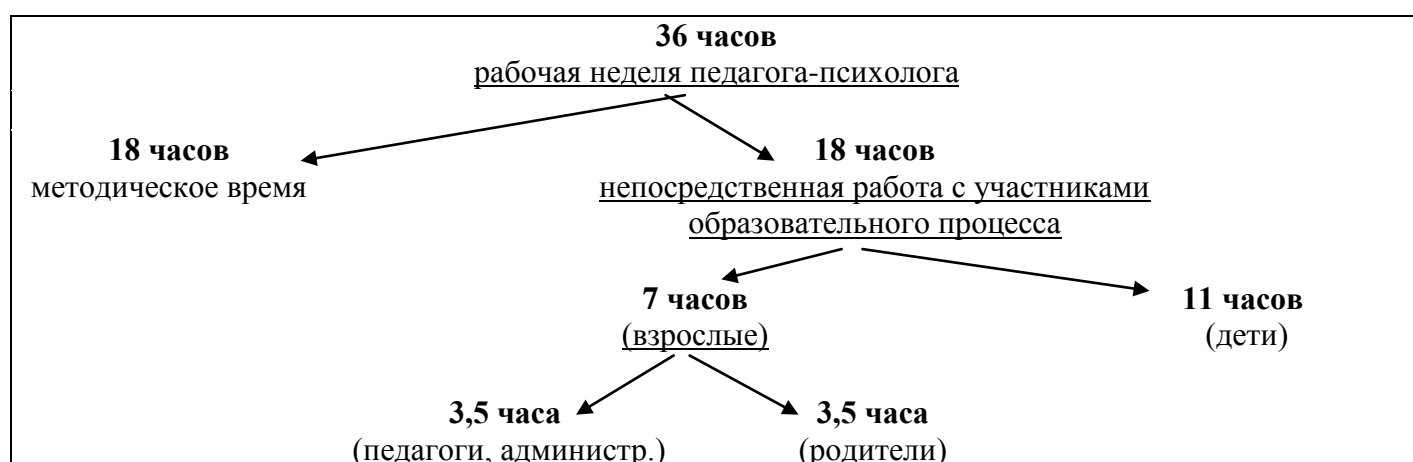 36 часов
рабочая неделя педагога-психолога
18 часов
методическое время
18 часов
непосредственная работа с участниками
образовательного процесса
7 часов
(взрослые)
11 часов
(дети)
3,5 часа
(педагоги, администр.)
3,5 часа
(родители)